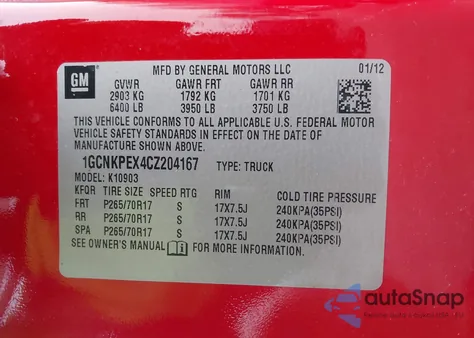 GM
MFD BY GENERAL MOTORS LLC 01/12
GVWR GAWR FRT GAWR RR
2903 KG 1792 KG 1701 KG
6400 LB 3950 LB 3750 LB
THIS VEHICLE CONFORMS TO ALL APPLICABLE U.S. FEDERAL MOTOR
VEHICLE SAFETY STANDARDS IN EFFECT ON THE DATE OF
MANUFACTURE SHOWN ABOVE.
1GCNKPEX4CZ204167 TYPE: TRUCK
MODEL: K10903
KFQR TIRE SIZE SPEED RTG RIM COLD TIRE PRESSURE
FRT P265/70R17 S 17X7.5J 240KPA(35PSI)
RR P265/70R17 S 17X7.5J 240KPA(35PSI)
SPA P265/70R17 S 17X7.5J 240KPA(35PSI)
SEE OWNER'S MANUAL FOR MORE INFORMATION.
autoSnap